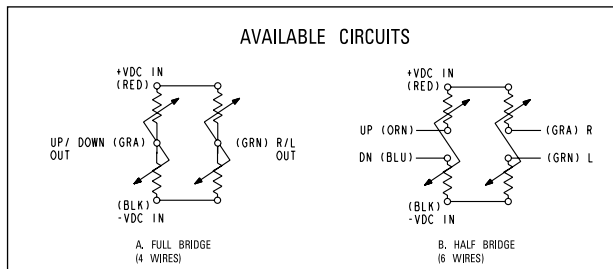 AVAILABLE CIRCUITS
+VDC IN
(RED)
UP/ DOWN (GRA)
OUT
(GRN) R/L
OUT
(BLK)
-VDC IN
A. FULL BRIDGE
(4 WIRES)
+VDC IN
(RED)
UP (ORN)
(GRA) R
DN (BLU)
(GRN) L
(BLK)
-VDC IN
B. HALF BRIDGE
(6 WIRES)